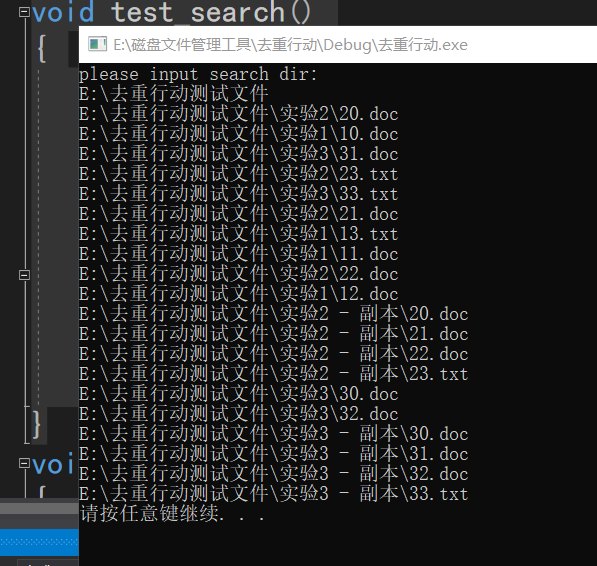 void test_search()
{
E:\磁盘文件管理工具\去重行动\Debug\去重行动.exe
please input search dir:
E:\去重行动测试文件
E:\去重行动测试文件\实验2\20.doc
E:\去重行动测试文件\实验1\10.doc
E:\去重行动测试文件\实验3\31.doc
E:\去重行动测试文件\实验2\23.txt
E:\去重行动测试文件\实验3\33.txt
E:\去重行动测试文件\实验2\21.doc
E:\去重行动测试文件\实验1\13.txt
E:\去重行动测试文件\实验1\11.doc
E:\去重行动测试文件\实验2\22.doc
E:\去重行动测试文件\实验1\12.doc
E:\去重行动测试文件\实验2 - 副本\20.doc
E:\去重行动测试文件\实验2 - 副本\21.doc
E:\去重行动测试文件\实验2 - 副本\22.doc
E:\去重行动测试文件\实验2 - 副本\23.txt
E:\去重行动测试文件\实验3\30.doc
E:\去重行动测试文件\实验3\32.doc
E:\去重行动测试文件\实验3 - 副本\30.doc
E:\去重行动测试文件\实验3 - 副本\31.doc
E:\去重行动测试文件\实验3 - 副本\32.doc
E:\去重行动测试文件\实验3 - 副本\33.txt
请按任意键继续. . .
}
voi
{